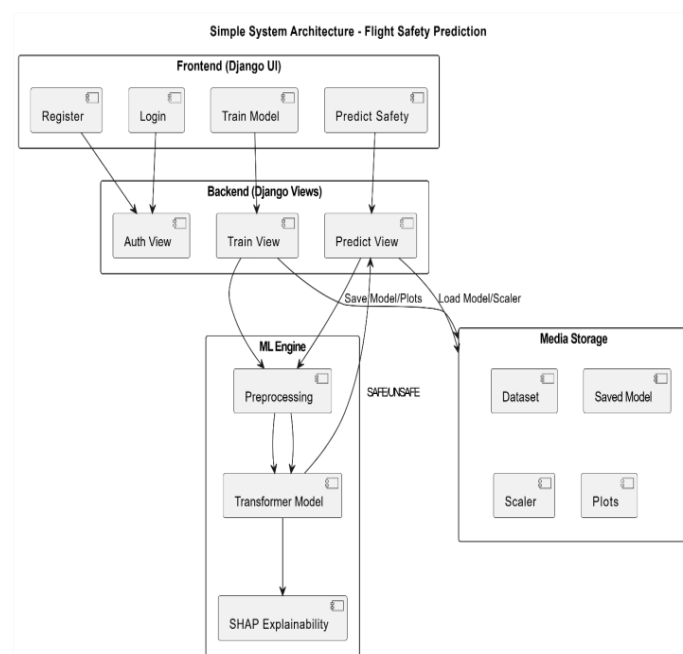 Simple System Architecture - Flight Safety Prediction
Frontend (Django UI)
Register
Login
Train Model
Predict Safety
Backend (Django Views)
Auth View
Train View
Predict View
Save Model/Plots
Load Model/Scaler
ML Engine
Media Storage
Preprocessing
SAFE/UNSAFE
Dataset
Saved Model
Transformer Model
Scaler
Plots
SHAP Explainability